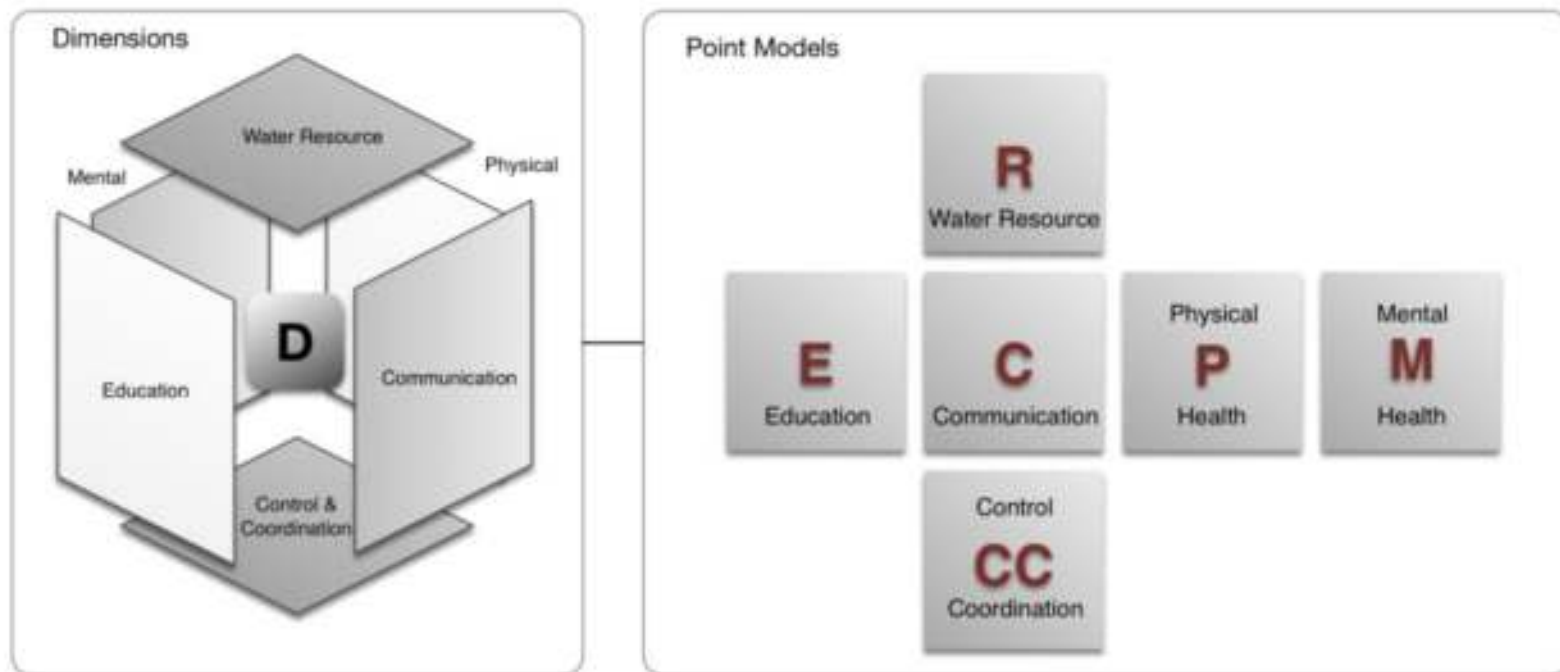 Dimensions
Water Resource
Mental
Physical
D
Education
Communication
Control &
Coordination
Point Models
R
Water Resource
E
Education
C
Communication
Physical
P
Health
Mental
M
Health
Control
CC
Coordination